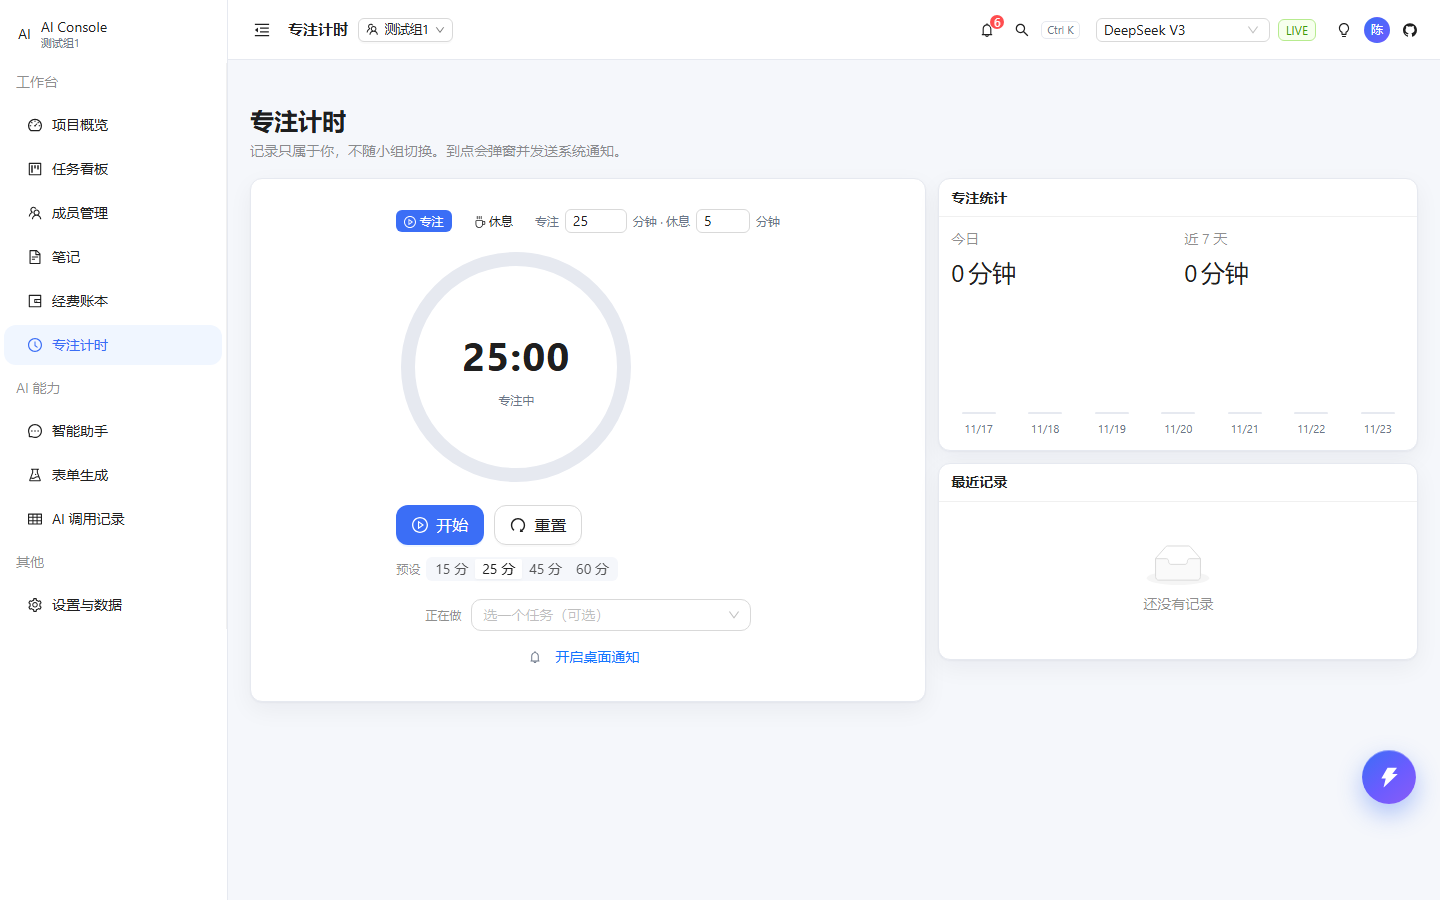 AI
AI Console
测试组1
工作台
项目概览
任务看板
成员管理
笔记
经费账本
专注计时
AI 能力
智能助手
表单生成
AI 调用记录
其他
设置与数据
专注计时 测试组1 6 Ctrl K DeepSeek V3 LIVE 陈
专注计时
记录只属于你，不随小组切换。到点会弹窗并发送系统通知。
专注 休息 专注 25 分钟 · 休息 5 分钟
25:00
专注中
开始 重置
预设 15 分 25 分 45 分 60 分
正在做 选一个任务（可选）
开启桌面通知
专注统计
今日 近 7 天
0 分钟 0 分钟
11/17 11/18 11/19 11/20 11/21 11/22 11/23
最近记录
还没有记录